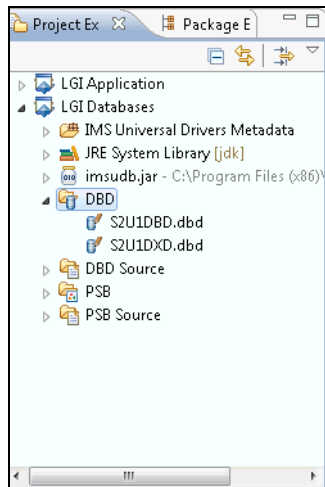 Project Ex Package E
LGI Application
LGI Databases
IMS Universal Drivers Metadata
JRE System Library [jdk]
imsudb.jar - C:\Program Files (x86)\
DBD
S2U1DBD.dbd
S2U1DXD.dbd
DBD Source
PSB
PSB Source